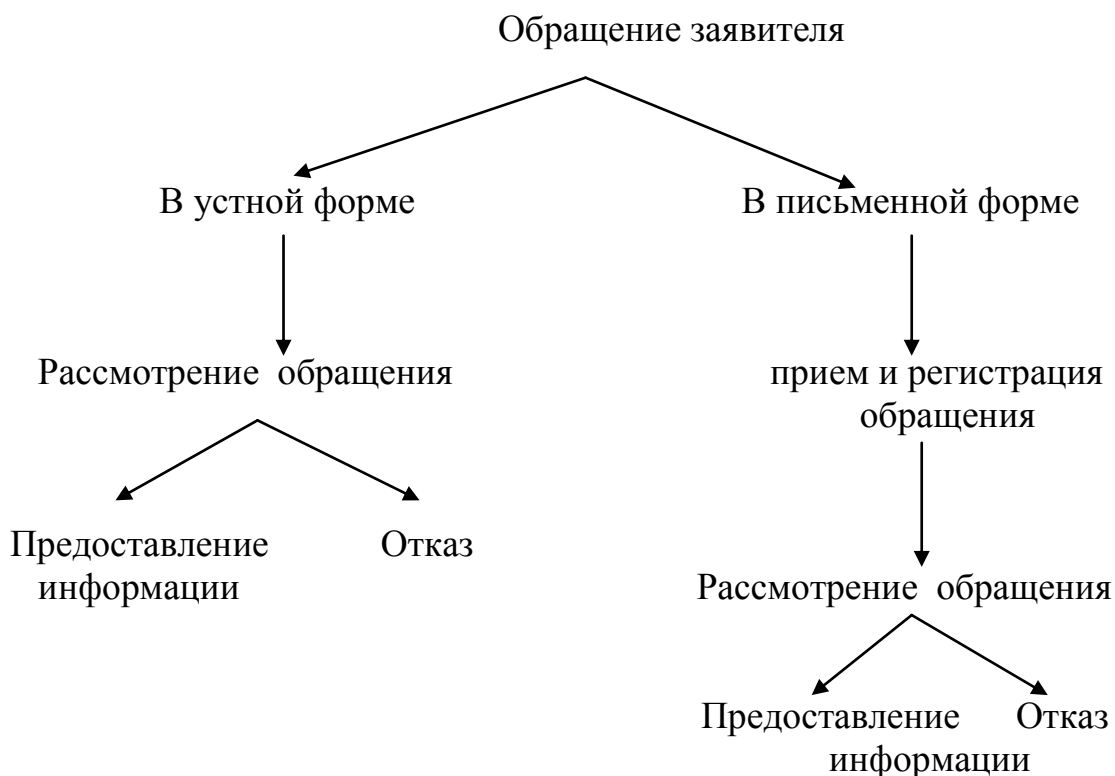 Обращение заявителя
В устной форме
В письменной форме
Рассмотрение обращения
прием и регистрация
обращения
Предоставление
информации
Отказ
Рассмотрение обращения
Предоставление
информации
Отказ